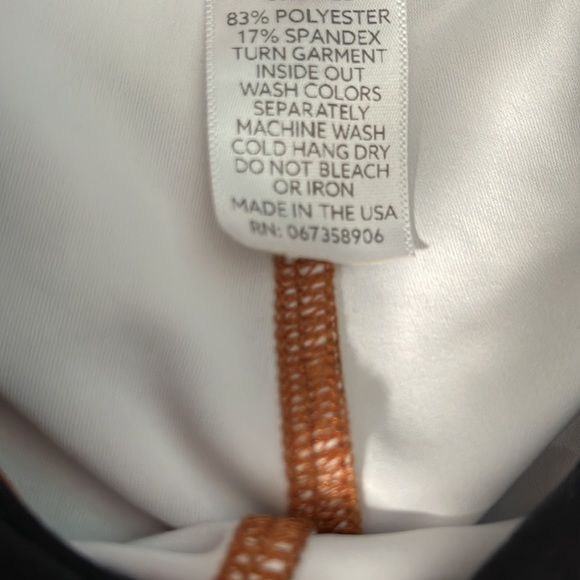 83% POLYESTER
17% SPANDEX
TURN GARMENT
INSIDE OUT
WASH COLORS
SEPARATELY
MACHINE WASH
COLD HANG DRY
DO NOT BLEACH
OR IRON
MADE IN THE USA
RN: 067358906